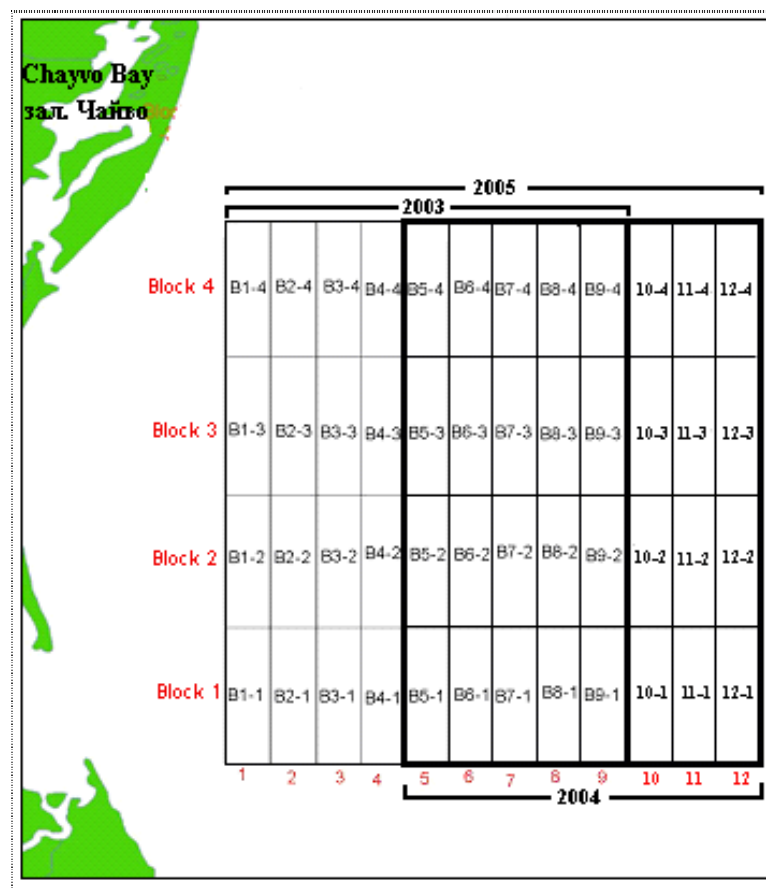 Chayvo Bay
зал. Чайво
2005
2003
Block 4 B1-4 B2-4 B3-4 B4-4 B5-4 B6-4 B7-4 B8-4 B9-4 10-4 11-4 12-4
Block 3 B1-3 B2-3 B3-3 B4-3 B5-3 B6-3 B7-3 B8-3 B9-3 10-3 11-3 12-3
Block 2 B1-2 B2-2 B3-2 B4-2 B5-2 B6-2 B7-2 B8-2 B9-2 10-2 11-2 12-2
Block 1 B1-1 B2-1 B3-1 B4-1 B5-1 B6-1 B7-1 B8-1 B9-1 10-1 11-1 12-1
1 2 3 4 5 6 7 8 9 10 11 12
2004